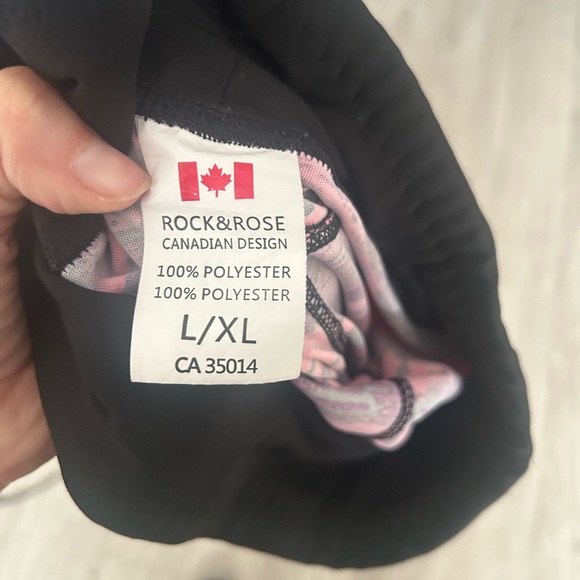 ROCK&ROSE
CANADIAN DESIGN
100% POLYESTER
100% POLYESTER
L/XL
CA 35014